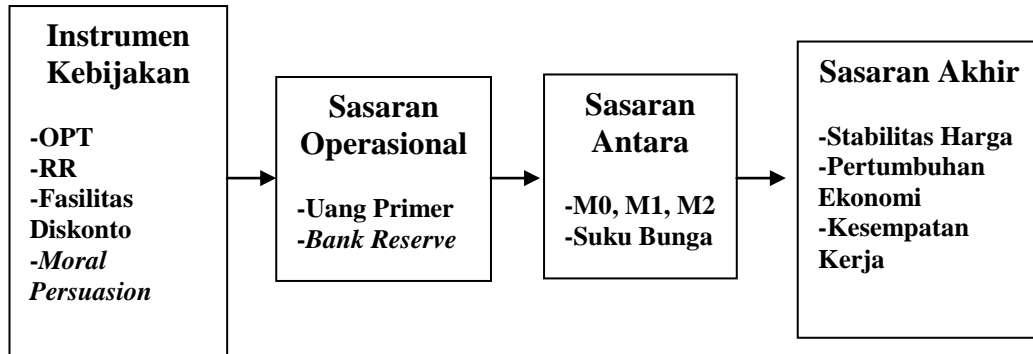 Instrumen
Kebijakan
-OPT
-RR
-Fasilitas
Diskonto
-Moral
Persuasion
Sasaran
Operasional
-Uang Primer
-Bank Reserve
Sasaran
Antara
-M0, M1, M2
-Suku Bunga
Sasaran Akhir
-Stabilitas Harga
-Pertumbuhan
Ekonomi
-Kesempatan
Kerja